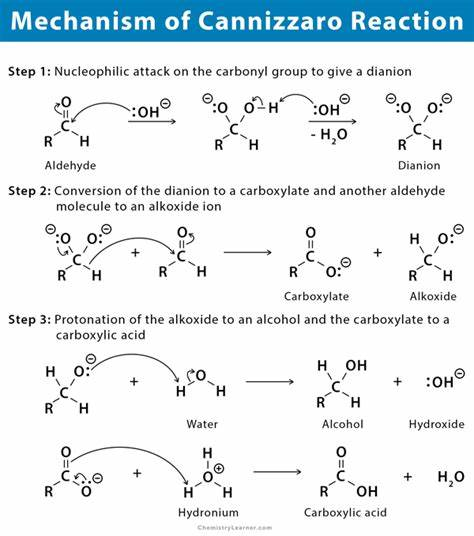 Mechanism of Cannizzaro Reaction
Step 1: Nucleophilic attack on the carbonyl group to give a dianion
O
C
R H
:OH⊖
⊖:O O—H
C
R H
:OH⊖
- H₂O
⊖:O O:⊖
C
R H
Aldehyde
Dianion
Step 2: Conversion of the dianion to a carboxylate and another aldehyde
molecule to an alkoxide ion
⊖:O O:⊖
C
R H
+
O
C
R H
O
C
R O:⊖
+
H O:⊖
C
R H
Carboxylate
Alkoxide
Step 3: Protonation of the alkoxide to an alcohol and the carboxylate to a
carboxylic acid
H O:⊖
C
R H
+
O
H H
H OH
C
R H
+ :OH⊖
Water
Alcohol
Hydroxide
O
C
R O:⊖
+
H
O⊕
H H
O
C
R OH
+ H₂O
Hydronium
Carboxylic acid
ChemistryLearner.com